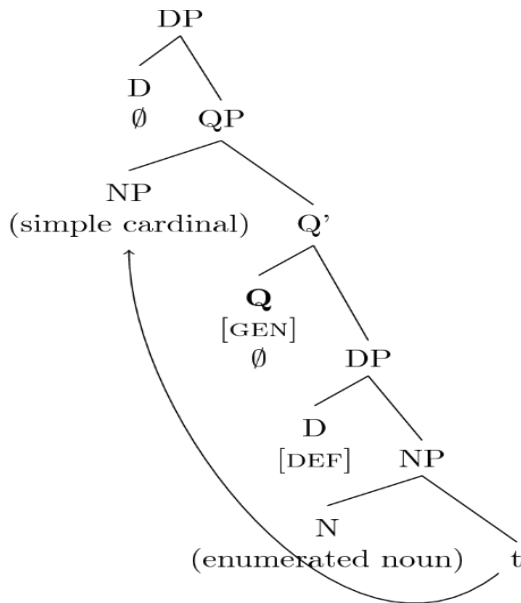 DP
D
∅
QP
NP
(simple cardinal)
Q’
Q
[GEN]
∅
DP
D
[DEF]
NP
N
(enumerated noun)
t